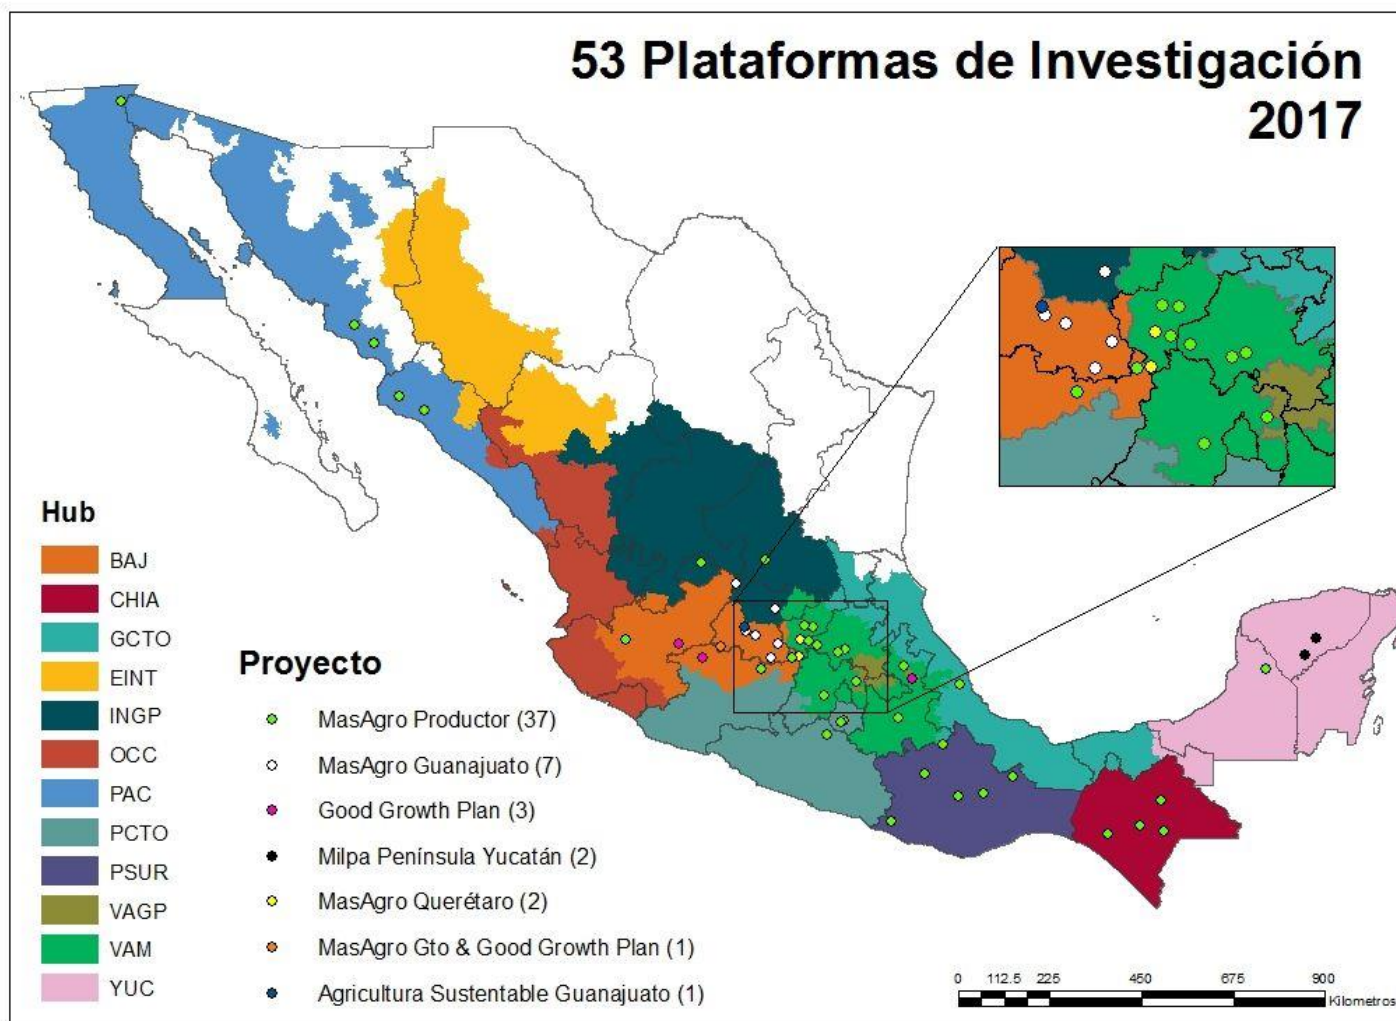 53 Plataformas de Investigación
2017
Hub
BAJ
CHIA
GCTO
EINT
INGP
OCC
PAC
PCTO
PSUR
VAGP
VAM
YUC
Proyecto
MasAgro Productor (37)
MasAgro Guanajuato (7)
Good Growth Plan (3)
Milpa Península Yucatán (2)
MasAgro Querétaro (2)
MasAgro Gto & Good Growth Plan (1)
Agricultura Sustentable Guanajuato (1)
0 112.5 225 450 675 900
Kilometros